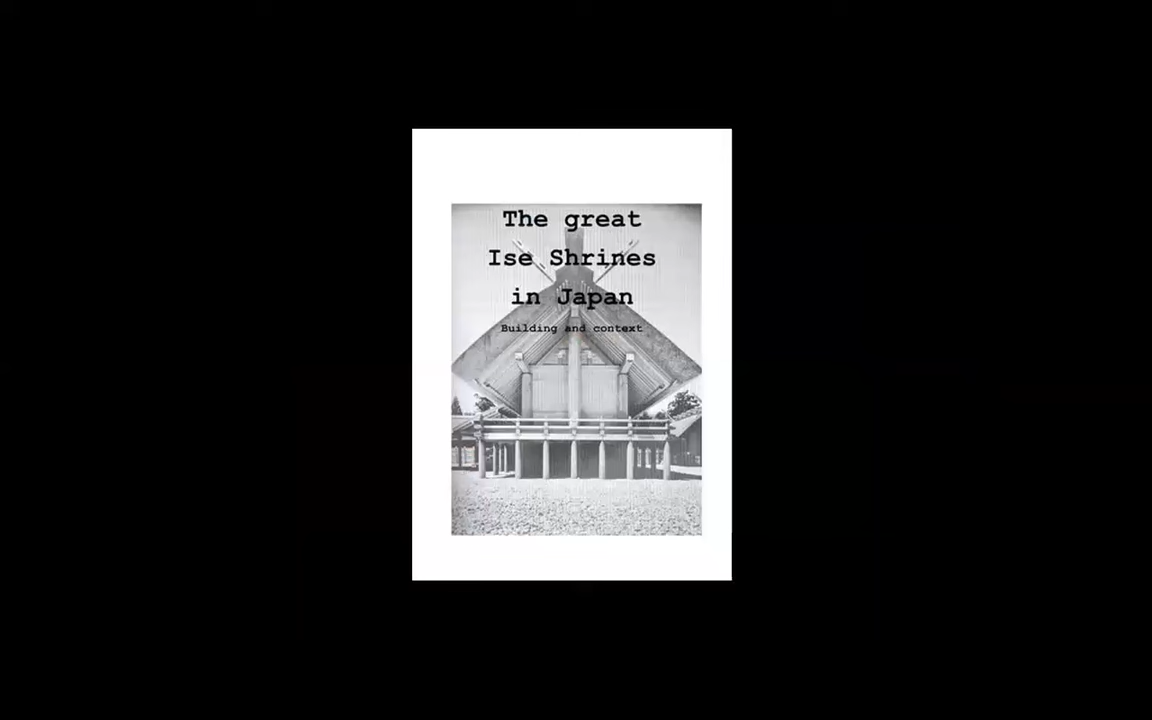 The great
Ise Shrines
in Japan
Building and context